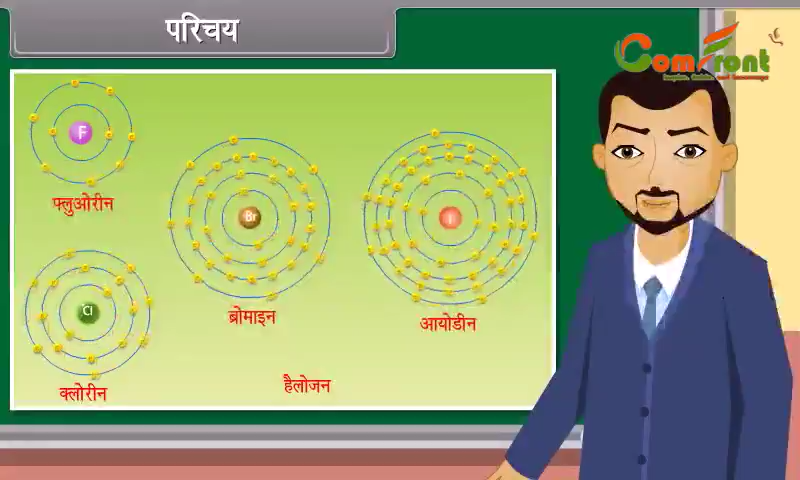 परिचय
ComFront
F
फ्लुओरीन
Br
ब्रोमाइन
I
आयोडीन
Cl
क्लोरीन
हैलोजन